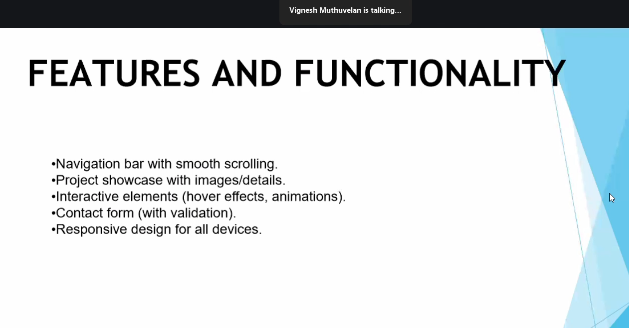 Vignesh Muthuvelan is talking...
FEATURES AND FUNCTIONALITY
•Navigation bar with smooth scrolling.
•Project showcase with images/details.
•Interactive elements (hover effects, animations).
•Contact form (with validation).
•Responsive design for all devices.